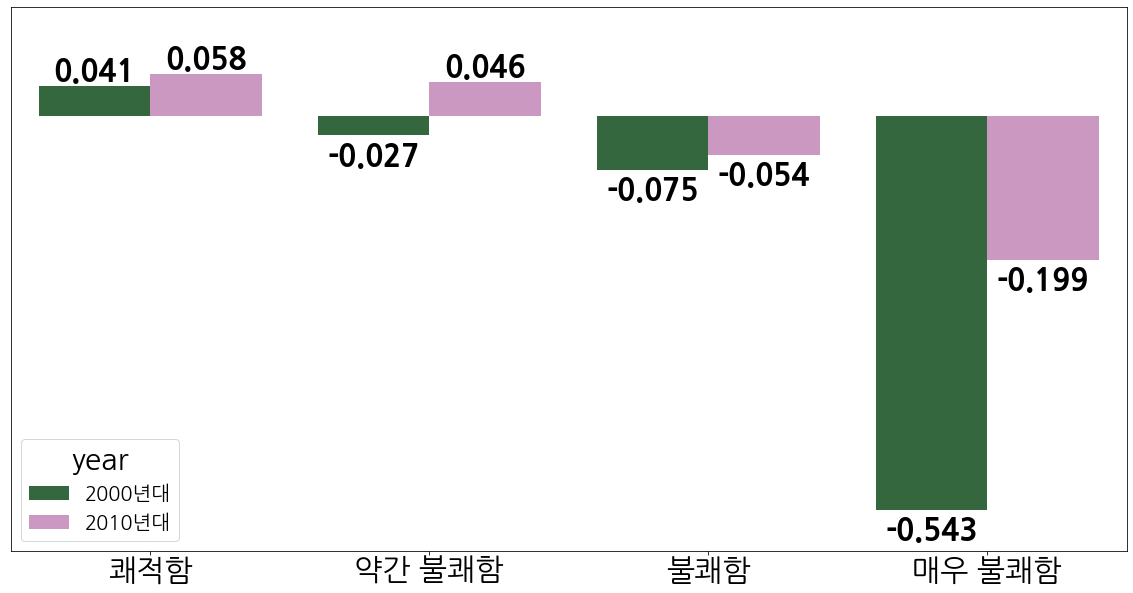 0.041
0.058
-0.027
0.046
-0.075
-0.054
-0.543
-0.199
year
2000년대
2010년대
쾌적함
약간 불쾌함
불쾌함
매우 불쾌함